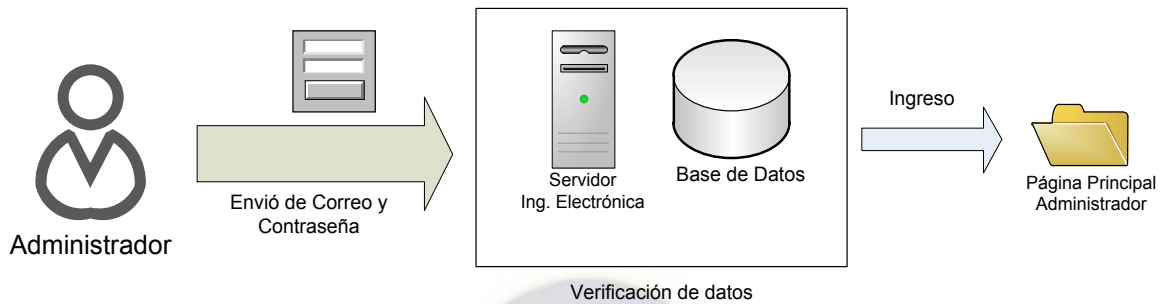 Administrador
Envió de Correo y
Contraseña
Servidor
Ing. Electrónica
Base de Datos
Verificación de datos
Ingreso
Página Principal
Administrador